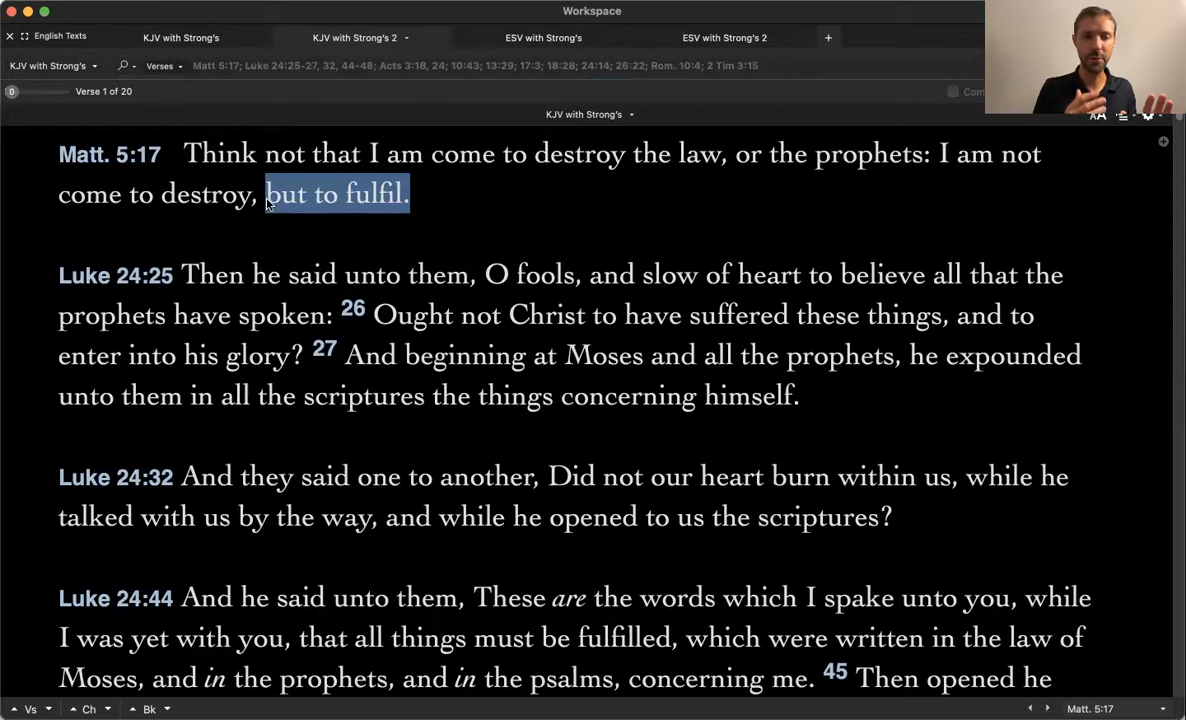 Workspace
English Texts
KJV with Strong's
KJV with Strong's 2
ESV with Strong's
ESV with Strong's 2
KJV with Strong's
Verses
Matt 5:17; Luke 24:25-27, 32, 44-48; Acts 3:18, 24; 10:43; 13:29; 17:3; 18:28; 24:14; 26:22; Rom. 10:4; 2 Tim 3:15
0
Verse 1 of 20
KJV with Strong's
AA
Matt. 5:17 Think not that I am come to destroy the law, or the prophets: I am not
come to destroy, but to fulfil.
Luke 24:25 Then he said unto them, O fools, and slow of heart to believe all that the
prophets have spoken: 26 Ought not Christ to have suffered these things, and to
enter into his glory? 27 And beginning at Moses and all the prophets, he expounded
unto them in all the scriptures the things concerning himself.
Luke 24:32 And they said one to another, Did not our heart burn within us, while he
talked with us by the way, and while he opened to us the scriptures?
Luke 24:44 And he said unto them, These are the words which I spake unto you, while
I was yet with you, that all things must be fulfilled, which were written in the law of
Moses, and in the prophets, and in the psalms, concerning me. 45 Then opened he
Vs
Ch
Bk
Matt. 5:17